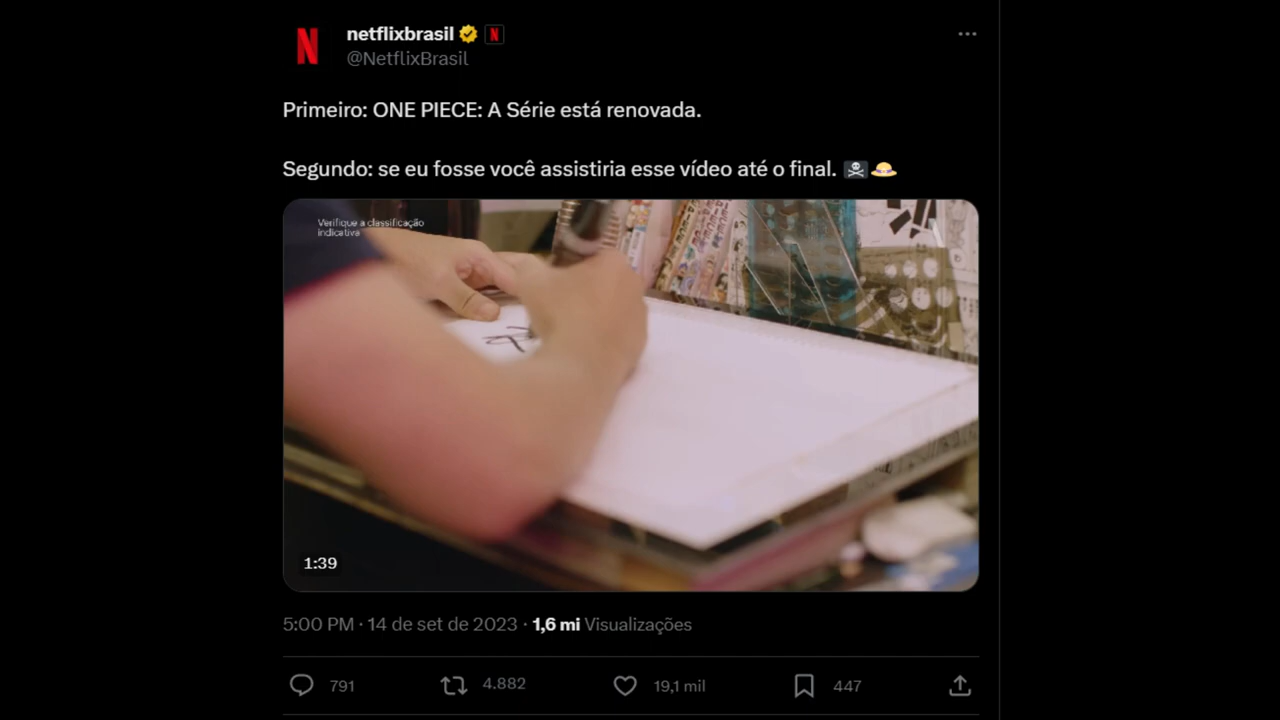 netflixbrasil
@NetflixBrasil
Primeiro: ONE PIECE: A Série está renovada.
Segundo: se eu fosse você assistiria esse vídeo até o final. 🏴‍☠️👒
Verifique a classificação
indicativa
1:39
5:00 PM · 14 de set de 2023 · 1,6 mi Visualizações
791 4.882 19,1 mil 447